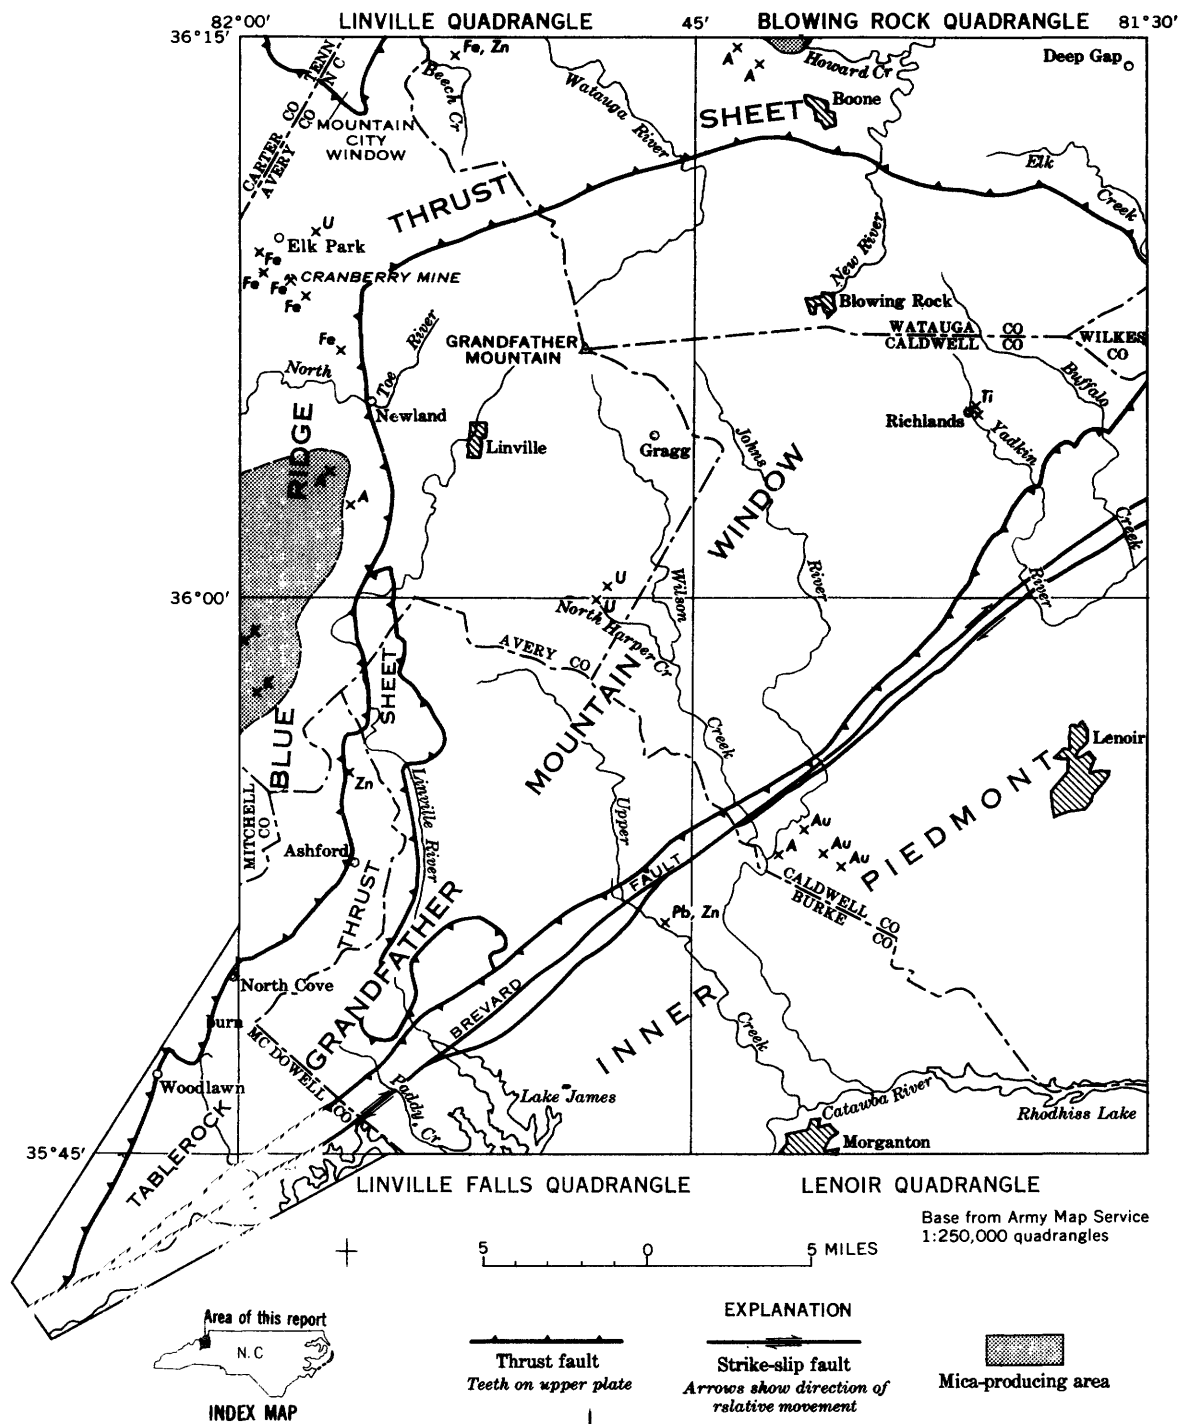 LINVILLE QUADRANGLE
BLOWING ROCK QUADRANGLE
82°00'
45'
81°30'
36°15'
Fe, Zn
A
A
Howard Cr
Deep Gap
TENN
N C
Beech Cr
Watauga
River
Boone
SHEET
CARTER CO
AVERY CO
MOUNTAIN
CITY
WINDOW
THRUST
Elk
Creek
U
Elk Park
Fe
Fe
Fe
Fe
CRANBERRY MINE
New River
Blowing Rock
Fe
River
Toe
North
Newland
GRANDFATHER
MOUNTAIN
WATAUGA CO
CALDWELL CO
WILKES
CO
Buffalo
Creek
Ti
Richlands
Yadkin
River
Linville
Gragg
Johns
River
WINDOW
RIDGE
A
36°00'
U
U
North Harper Cr
Wilson
Creek
AVERY CO
MOUNTAIN
SHEET
BLUE
Zn
MITCHELL
CO
Linville River
Upper
Creek
Lenoir
PIEDMONT
Ashford
THRUST
Au
A
Au
Au
FAULT
CALDWELL CO
BURKE CO
Pb, Zn
GRANDFATHER
BREVARD
INNER
North Cove
burn
MC DOWELL CO
Woodlawn
Paddy Cr
Lake James
Catawba River
Rhodhiss Lake
Morganton
TABLEROCK
35°45'
LINVILLE FALLS QUADRANGLE
LENOIR QUADRANGLE
Base from Army Map Service
1:250,000 quadrangles
5 0 5 MILES
Area of this report
N.C
INDEX MAP
EXPLANATION
Thrust fault
Teeth on upper plate
Strike-slip fault
Arrows show direction of
rslative movement
Mica-producing area